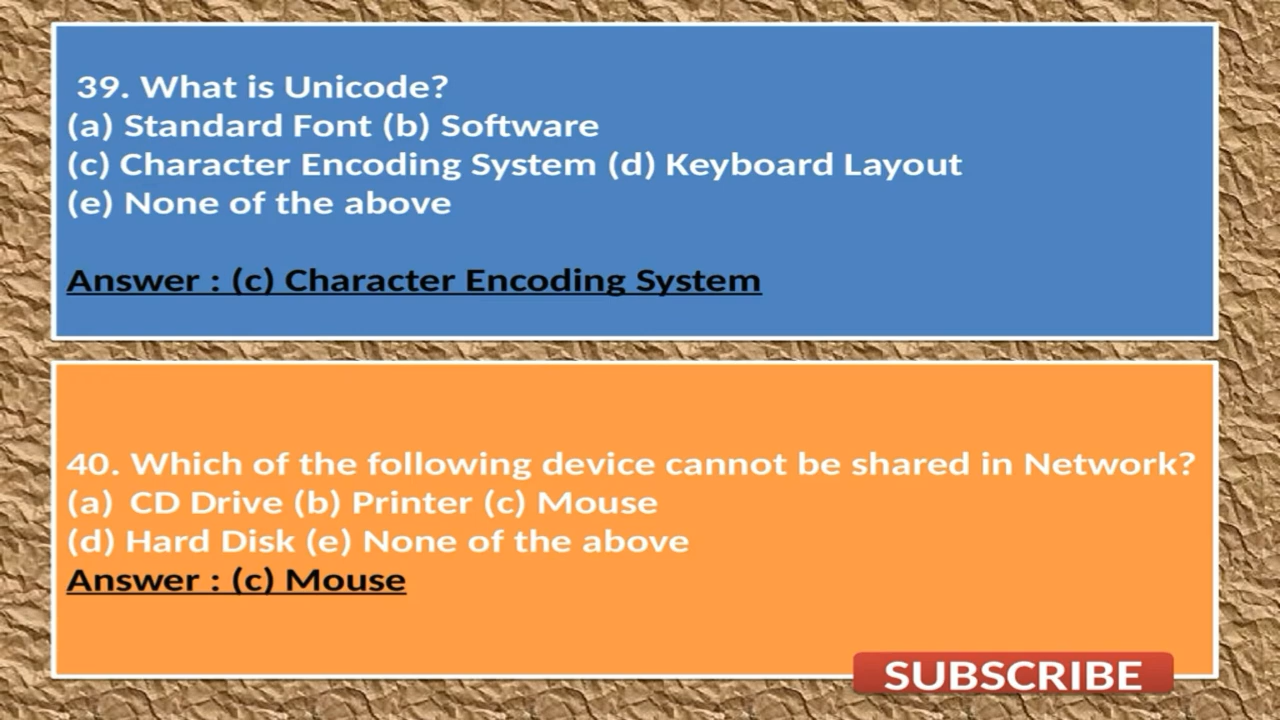 39. What is Unicode?
(a) Standard Font (b) Software
(c) Character Encoding System (d) Keyboard Layout
(e) None of the above
Answer : (c) Character Encoding System
40. Which of the following device cannot be shared in Network?
(a) CD Drive (b) Printer (c) Mouse
(d) Hard Disk (e) None of the above
Answer : (c) Mouse
SUBSCRIBE